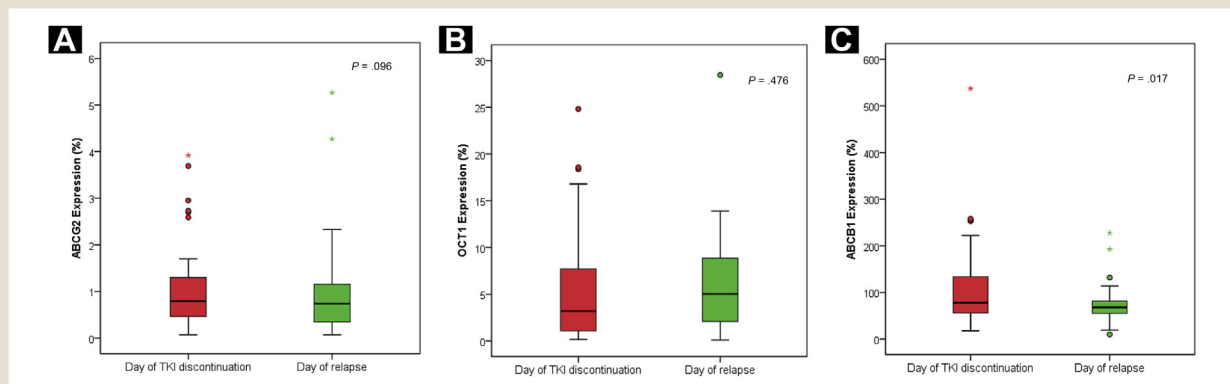 A
ABCG2 Expression (%)
6
5
4
3
2
1
0
P = .096
Day of TKI discontinuation
Day of relapse
B
OCT1 Expression (%)
30
25
20
15
10
5
0
P = .476
Day of TKI discontinuation
Day of relapse
C
ABCB1 Expression (%)
600
500
400
300
200
100
0
P = .017
Day of TKI discontinuation
Day of relapse